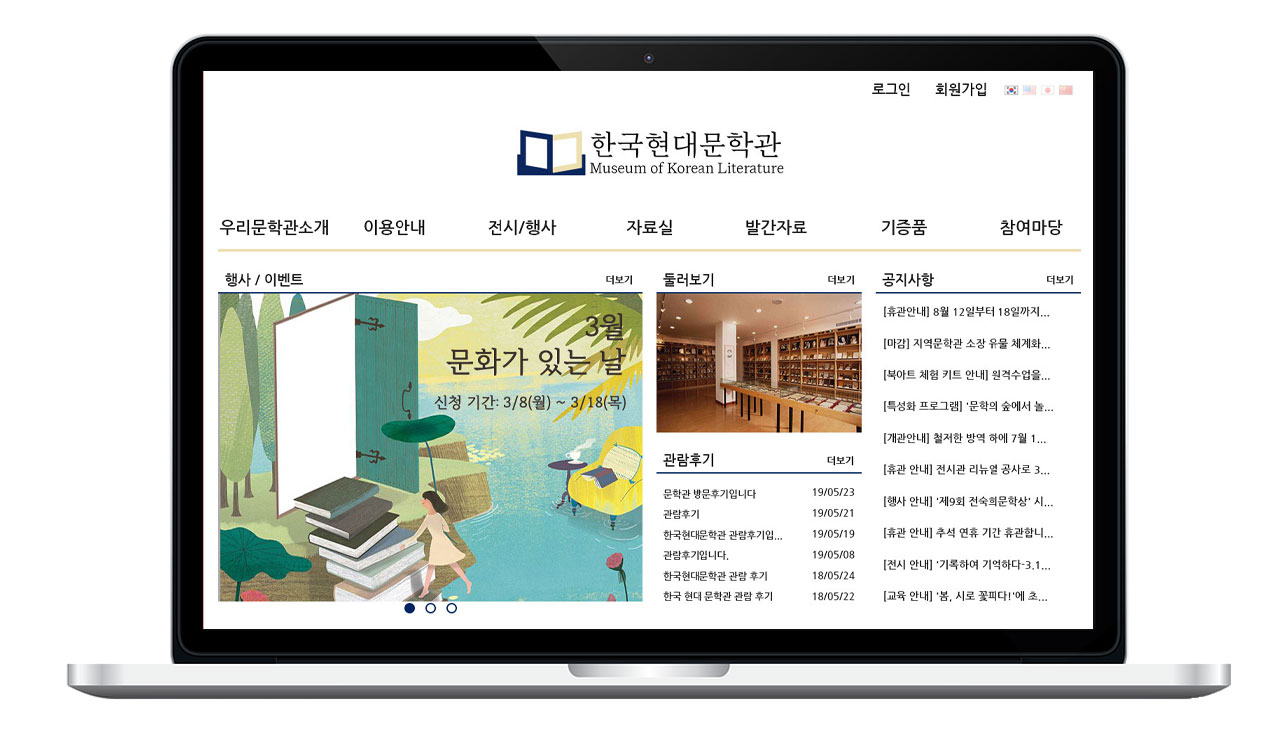 로그인 회원가입
한국현대문학관
Museum of Korean Literature
우리문학관소개 이용안내 전시/행사 자료실 발간자료 기증품 참여마당
행사 / 이벤트 더보기
3월
문화가 있는 날
신청 기간: 3/8(월) ~ 3/18(목)
둘러보기 더보기
관람후기 더보기
문학관 방문후기입니다 19/05/23
관람후기 19/05/21
한국현대문학관 관람후기입... 19/05/19
관람후기입니다. 19/05/08
한국현대문학관 관람 후기 18/05/24
한국 현대 문학관 관람 후기 18/05/22
공지사항 더보기
[휴관안내] 8월 12일부터 18일까지...
[마감] 지역문학관 소장 유물 체계화...
[북아트 체험 키트 안내] 원격수업을...
[특성화 프로그램] '문학의 숲에서 놀...
[개관안내] 철저한 방역 하에 7월 1...
[휴관 안내] 전시관 리뉴얼 공사로 3...
[행사 안내] '제9회 전숙희문학상' 시...
[휴관 안내] 추석 연휴 기간 휴관합니...
[전시 안내] '기록하여 기억하다-3.1...
[교육 안내] '봄, 시로 꽃피다!'에 초...